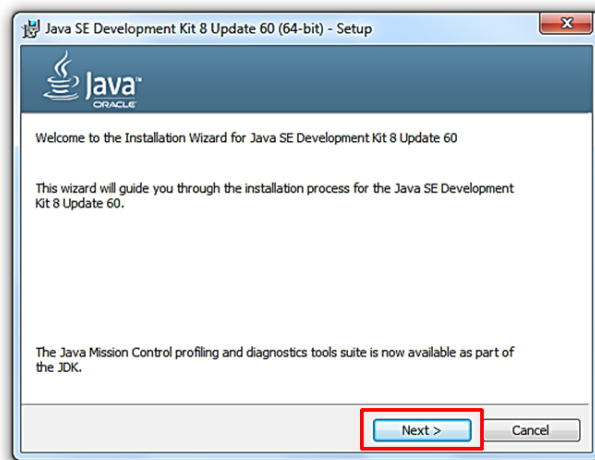 Java SE Development Kit 8 Update 60 (64-bit) - Setup
Java™
ORACLE
Welcome to the Installation Wizard for Java SE Development Kit 8 Update 60
This wizard will guide you through the installation process for the Java SE Development
Kit 8 Update 60.
The Java Mission Control profiling and diagnostics tools suite is now available as part of
the JDK.
Next > Cancel